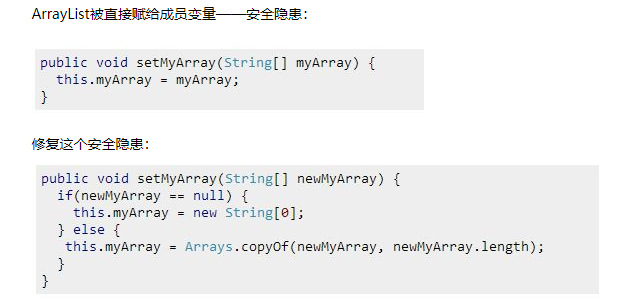 ArrayList被直接赋给成员变量——安全隐患：
public void setMyArray(String[] myArray) {
  this.myArray = myArray;
}
修复这个安全隐患：
public void setMyArray(String[] newMyArray) {
  if(newMyArray == null) {
    this.myArray = new String[0];
  } else {
   this.myArray = Arrays.copyOf(newMyArray, newMyArray.length);
  }
}